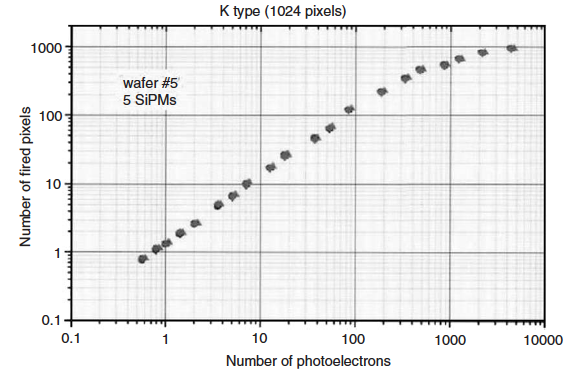 K type (1024 pixels)
1000
wafer #5
5 SiPMs
100
Number of fired pixels
10
1
0.1
0.1 1 10 100 1000 10000
Number of photoelectrons